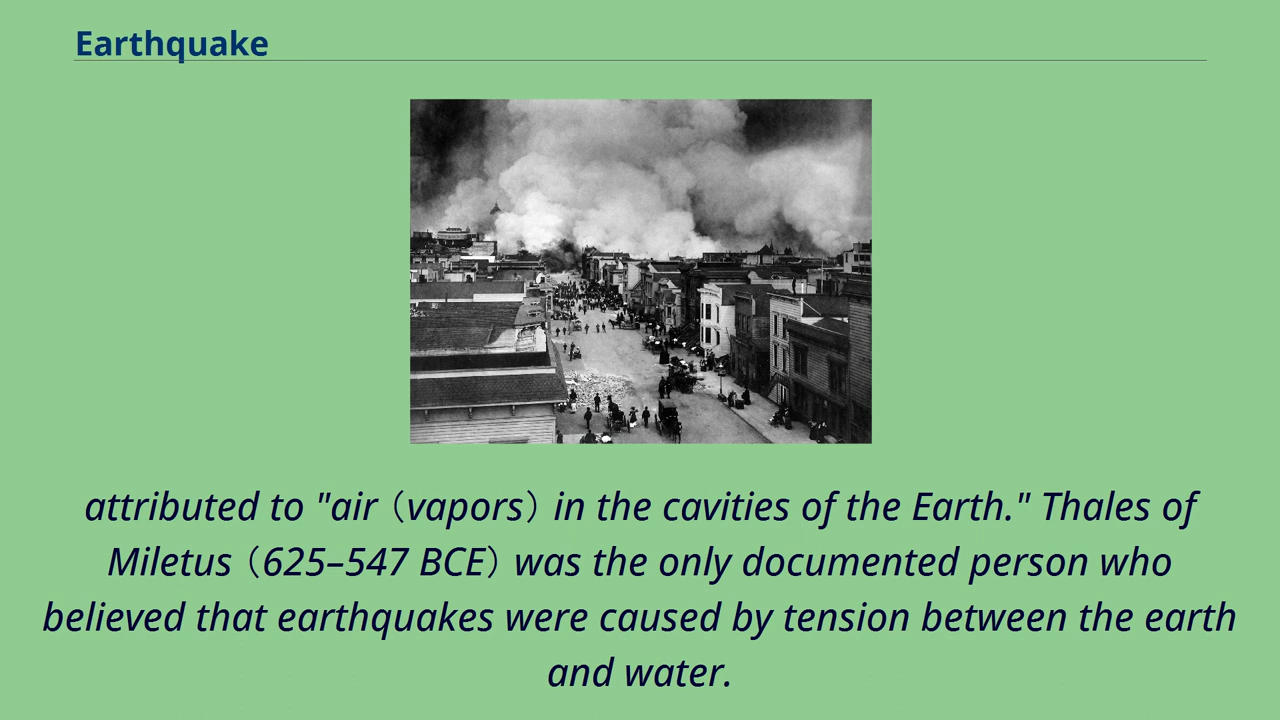 Earthquake
attributed to "air（vapors）in the cavities of the Earth." Thales of
Miletus（625–547 BCE）was the only documented person who
believed that earthquakes were caused by tension between the earth
and water.